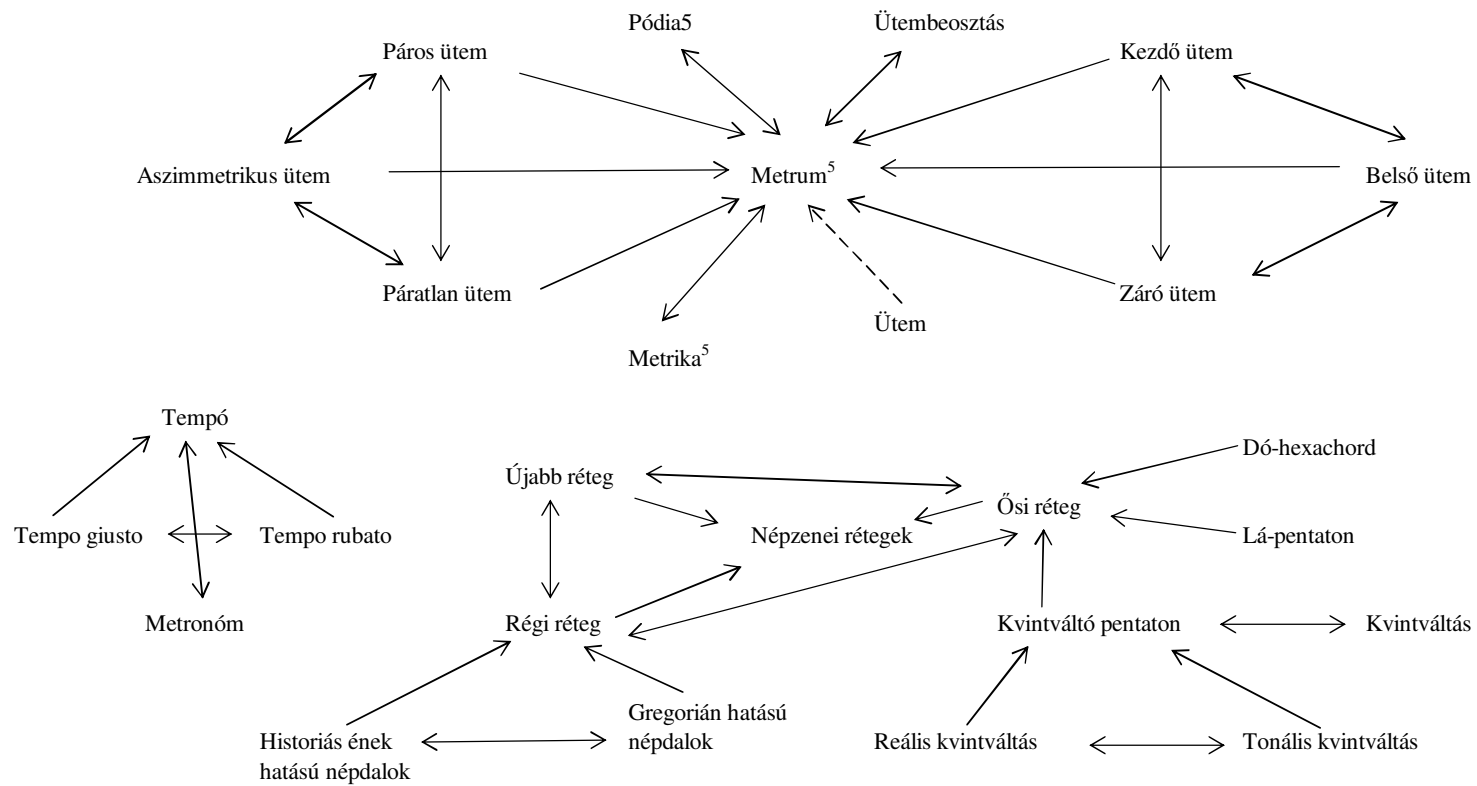 Pódia5
Ütembeosztás
Páros ütem
Kezdő ütem
Aszimmetrikus ütem
Metrum⁵
Belső ütem
Páratlan ütem
Záró ütem
Ütem
Metrika⁵
Tempó
Dó-hexachord
Újabb réteg
Ősi réteg
Tempo giusto
Tempo rubato
Népzenei rétegek
Lá-pentaton
Metronóm
Régi réteg
Kvintváltó pentaton
Kvintváltás
Gregorián hatású
népdalok
Historiás ének
hatású népdalok
Reális kvintváltás
Tonális kvintváltás